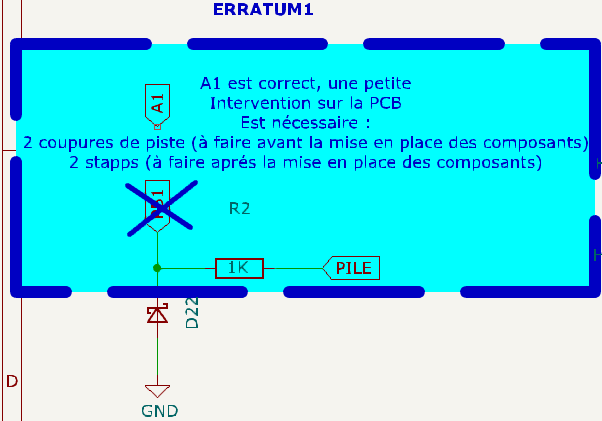 ERRATUM1
A1 est correct, une petite
A1
Intervention sur la PCB
Est nécessaire :
2 coupures de piste (à faire avant la mise en place des composants)
2 stapps (à faire aprés la mise en place des composants)
R2
1K
PILE
D22
D
GND